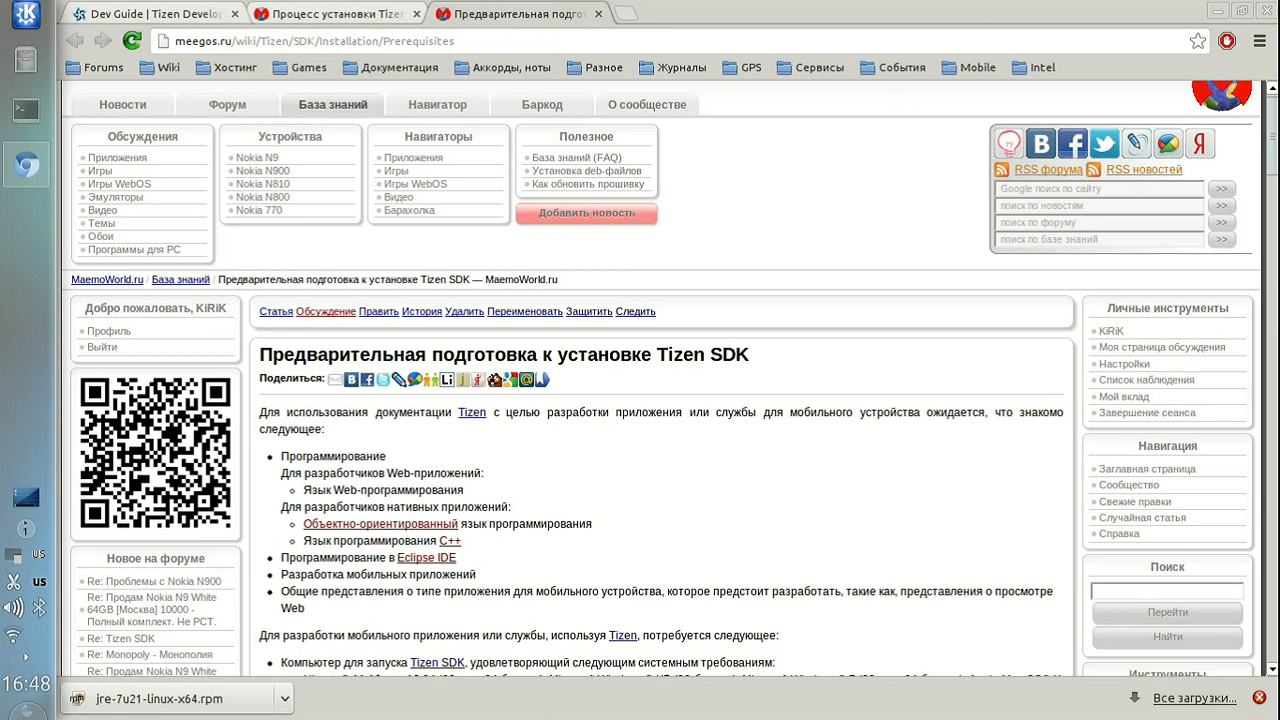 Dev Guide | Tizen Develop
Процесс установки Tizen
Предварительная подгот
meegos.ru/wiki/Tizen/SDK/Installation/Prerequisites
Forums
Wiki
Хостинг
Games
Документация
Аккорды, ноты
Разное
Журналы
GPS
Сервисы
События
Mobile
Intel
Новости
Форум
База знаний
Навигатор
Баркод
О сообществе
Обсуждения
Приложения
Игры
Игры WebOS
Эмуляторы
Видео
Темы
Обои
Программы для PC
Устройства
Nokia N9
Nokia N900
Nokia N810
Nokia N800
Nokia 770
Навигаторы
Приложения
Игры
Игры WebOS
Видео
Барахолка
Полезное
База знаний (FAQ)
Установка deb-файлов
Как обновить прошивку
Добавить новость
RSS форума RSS новостей
Google поиск по сайту >>
поиск по новостям >>
поиск по форуму >>
поиск по базе знаний >>
MaemoWorld.ru / База знаний / Предварительная подготовка к установке Tizen SDK — MaemoWorld.ru
Добро пожаловать, KiRiK
Профиль
Выйти
Новое на форуме
Re: Проблемы с Nokia N900
Re: Продам Nokia N9 White
64GB [Москва] 10000 -
Полный комплект. Не РСТ.
Re: Tizen SDK
Re: Monopoly - Монополия
Re: Продам Nokia N9 White
Статья Обсуждение Править История Удалить Переименовать Защитить Следить
Предварительная подготовка к установке Tizen SDK
Поделиться:
Для использования документации Tizen с целью разработки приложения или службы для мобильного устройства ожидается, что знакомо
следующее:
Программирование
Для разработчиков Web-приложений:
Язык Web-программирования
Для разработчиков нативных приложений:
Объектно-ориентированный язык программирования
Язык программирования C++
Программирование в Eclipse IDE
Разработка мобильных приложений
Общие представления о типе приложения для мобильного устройства, которое предстоит разработать, такие как, представления о просмотре
Web
Для разработки мобильного приложения или службы, используя Tizen, потребуется следующее:
Компьютер для запуска Tizen SDK, удовлетворяющий следующим системным требованиям:
Личные инструменты
KiRiK
Моя страница обсуждения
Настройки
Список наблюдения
Мой вклад
Завершение сеанса
Навигация
Заглавная страница
Сообщество
Свежие правки
Случайная статья
Справка
Поиск
Перейти
Найти
Инструменты
US
us
16:48
jre-7u21-linux-x64.rpm
Все загрузки...